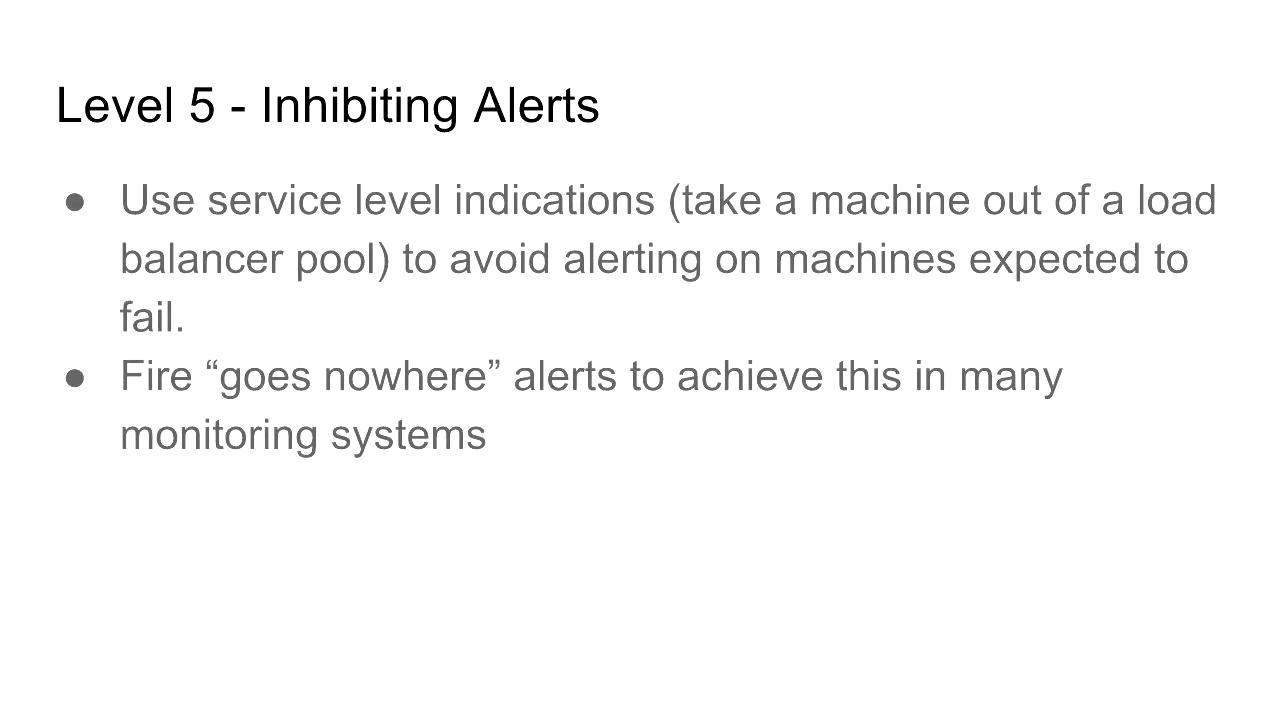 Level 5 - Inhibiting Alerts
● Use service level indications (take a machine out of a load
balancer pool) to avoid alerting on machines expected to
fail.
● Fire “goes nowhere” alerts to achieve this in many
monitoring systems